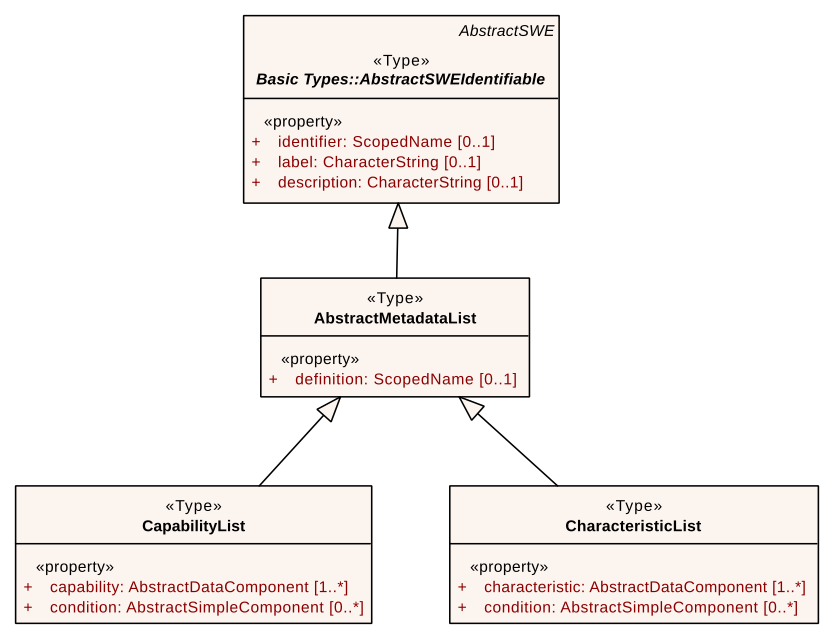 AbstractSWE
«Type»
Basic Types::AbstractSWEIdentifiable
«property»
+ identifier: ScopedName [0..1]
+ label: CharacterString [0..1]
+ description: CharacterString [0..1]
«Type»
AbstractMetadataList
«property»
+ definition: ScopedName [0..1]
«Type»
CapabilityList
«property»
+ capability: AbstractDataComponent [1..*]
+ condition: AbstractSimpleComponent [0..*]
«Type»
CharacteristicList
«property»
+ characteristic: AbstractDataComponent [1..*]
+ condition: AbstractSimpleComponent [0..*]